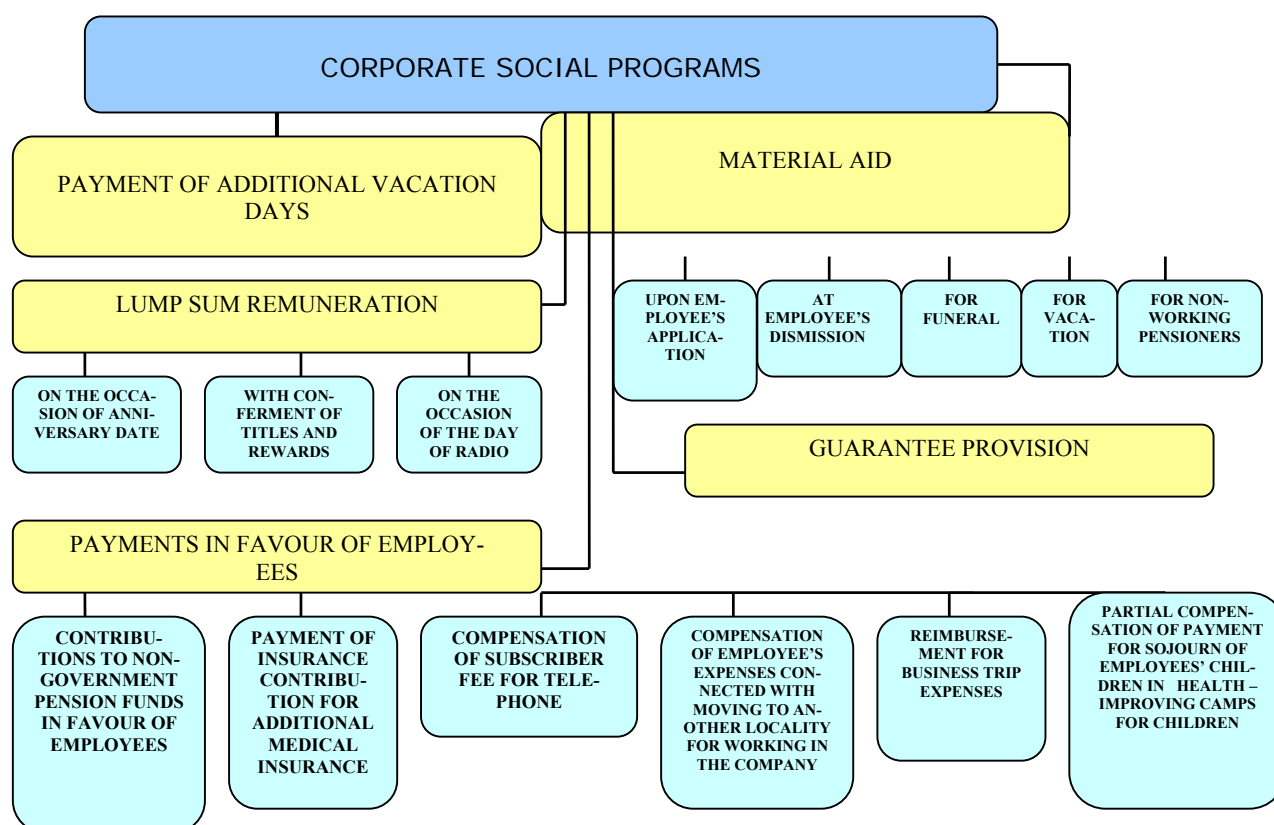 CORPORATE SOCIAL PROGRAMS
PAYMENT OF ADDITIONAL VACATION
DAYS
MATERIAL AID
LUMP SUM REMUNERATION
UPON EM-
PLOYEE'S
APPLICA-
TION
AT
EMPLOYEE'S
DISMISSION
FOR
FUNERAL
FOR
VACA-
TION
FOR NON-
WORKING
PENSIONERS
ON THE OCCA-
SION OF ANNI-
VERSARY DATE
WITH CON-
FERMENT OF
TITLES AND
REWARDS
ON THE
OCCASION
OF THE DAY
OF RADIO
GUARANTEE PROVISION
PAYMENTS IN FAVOUR OF EMPLOY-
EES
CONTRIBU-
TIONS TO NON-
GOVERNMENT
PENSION FUNDS
IN FAVOUR OF
EMPLOYEES
PAYMENT OF
INSURANCE
CONTRIBU-
TION FOR
ADDITIONAL
MEDICAL
INSURANCE
COMPENSATION
OF SUBSCRIBER
FEE FOR TELE-
PHONE
COMPENSATION
OF EMPLOYEE'S
EXPENSES CON-
NECTED WITH
MOVING TO AN-
OTHER LOCALITY
FOR WORKING IN
THE COMPANY
REIMBURSE-
MENT FOR
BUSINESS TRIP
EXPENSES
PARTIAL COMPEN-
SATION OF PAYMENT
FOR SOJOURN OF
EMPLOYEES' CHIL-
DREN IN HEALTH –
IMPROVING CAMPS
FOR CHILDREN